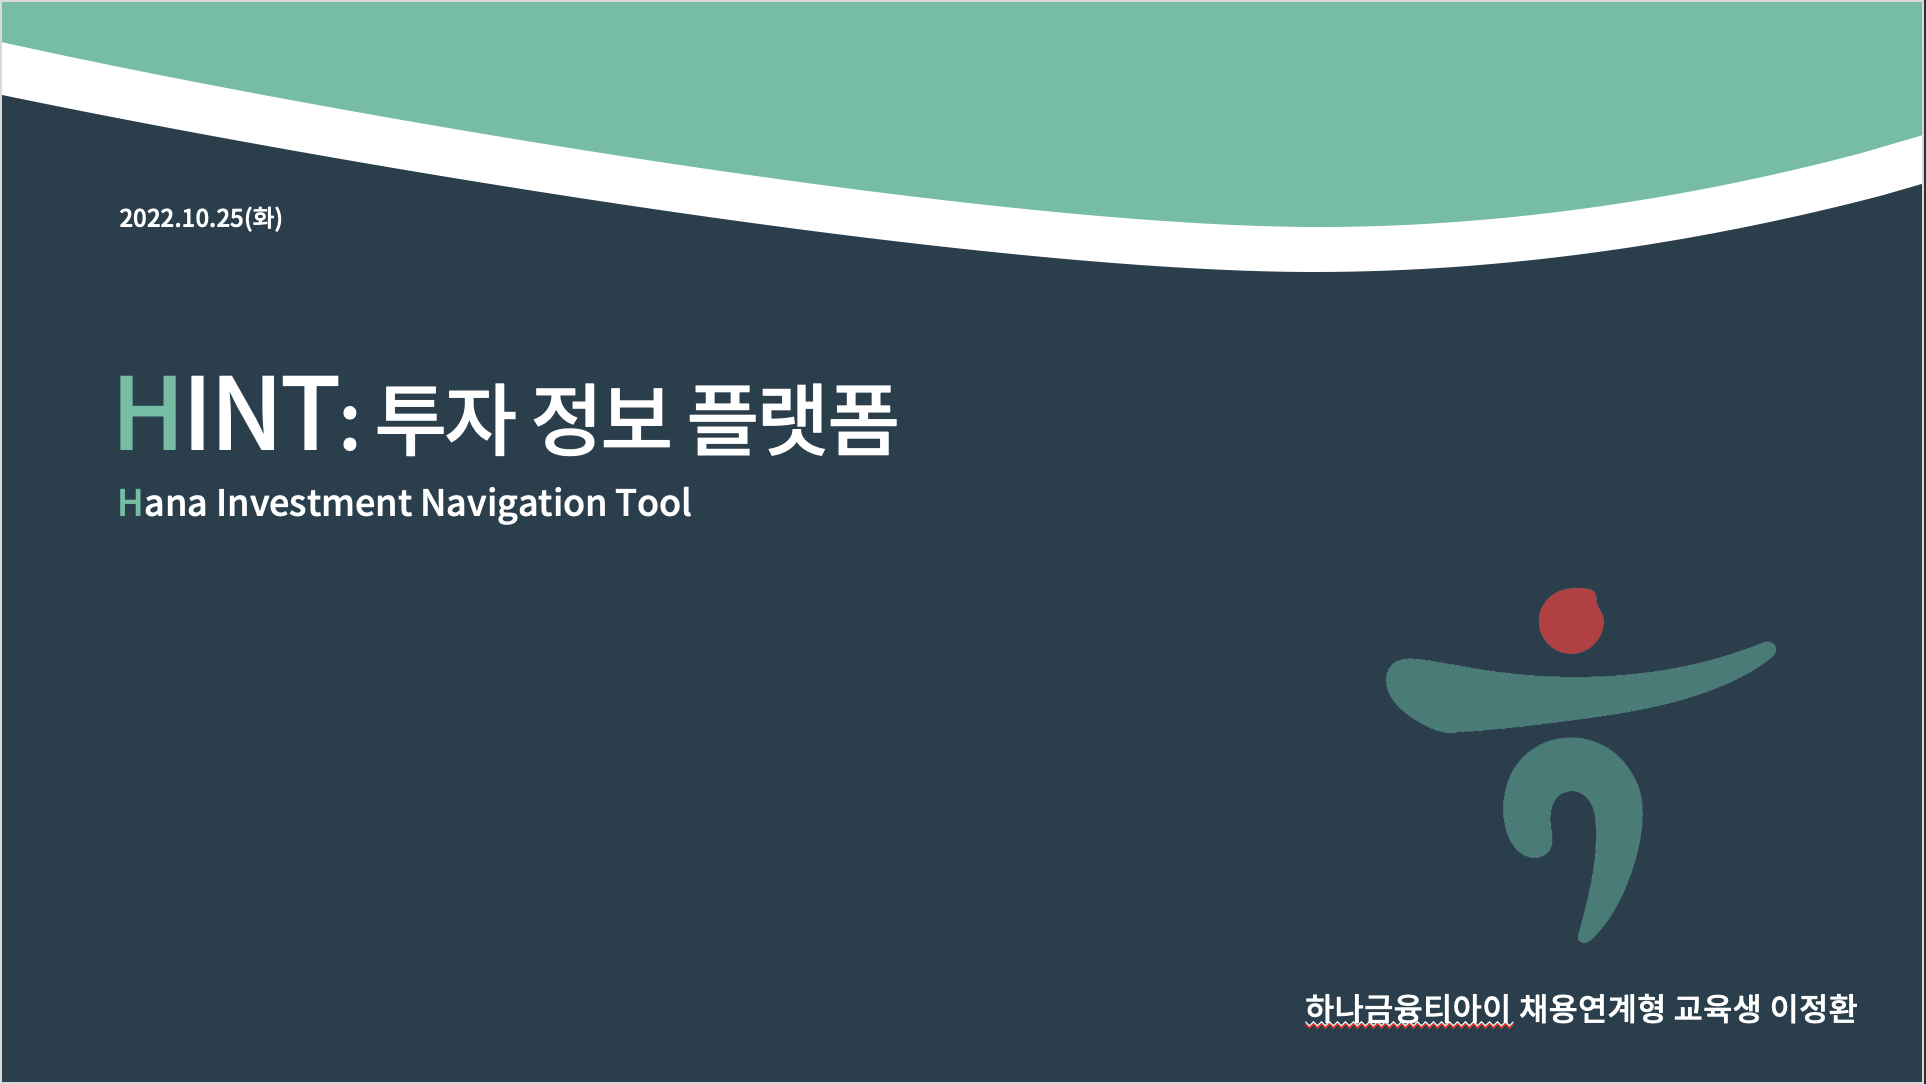 2022.10.25(화)
HINT: 투자 정보 플랫폼
Hana Investment Navigation Tool
하나금융티아이 채용연계형 교육생 이정환